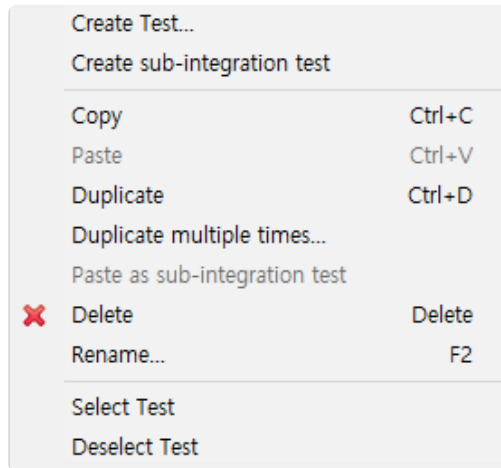 Create Test...
Create sub-integration test
Copy Ctrl+C
Paste Ctrl+V
Duplicate Ctrl+D
Duplicate multiple times...
Paste as sub-integration test
Delete Delete
Rename... F2
Select Test
Deselect Test